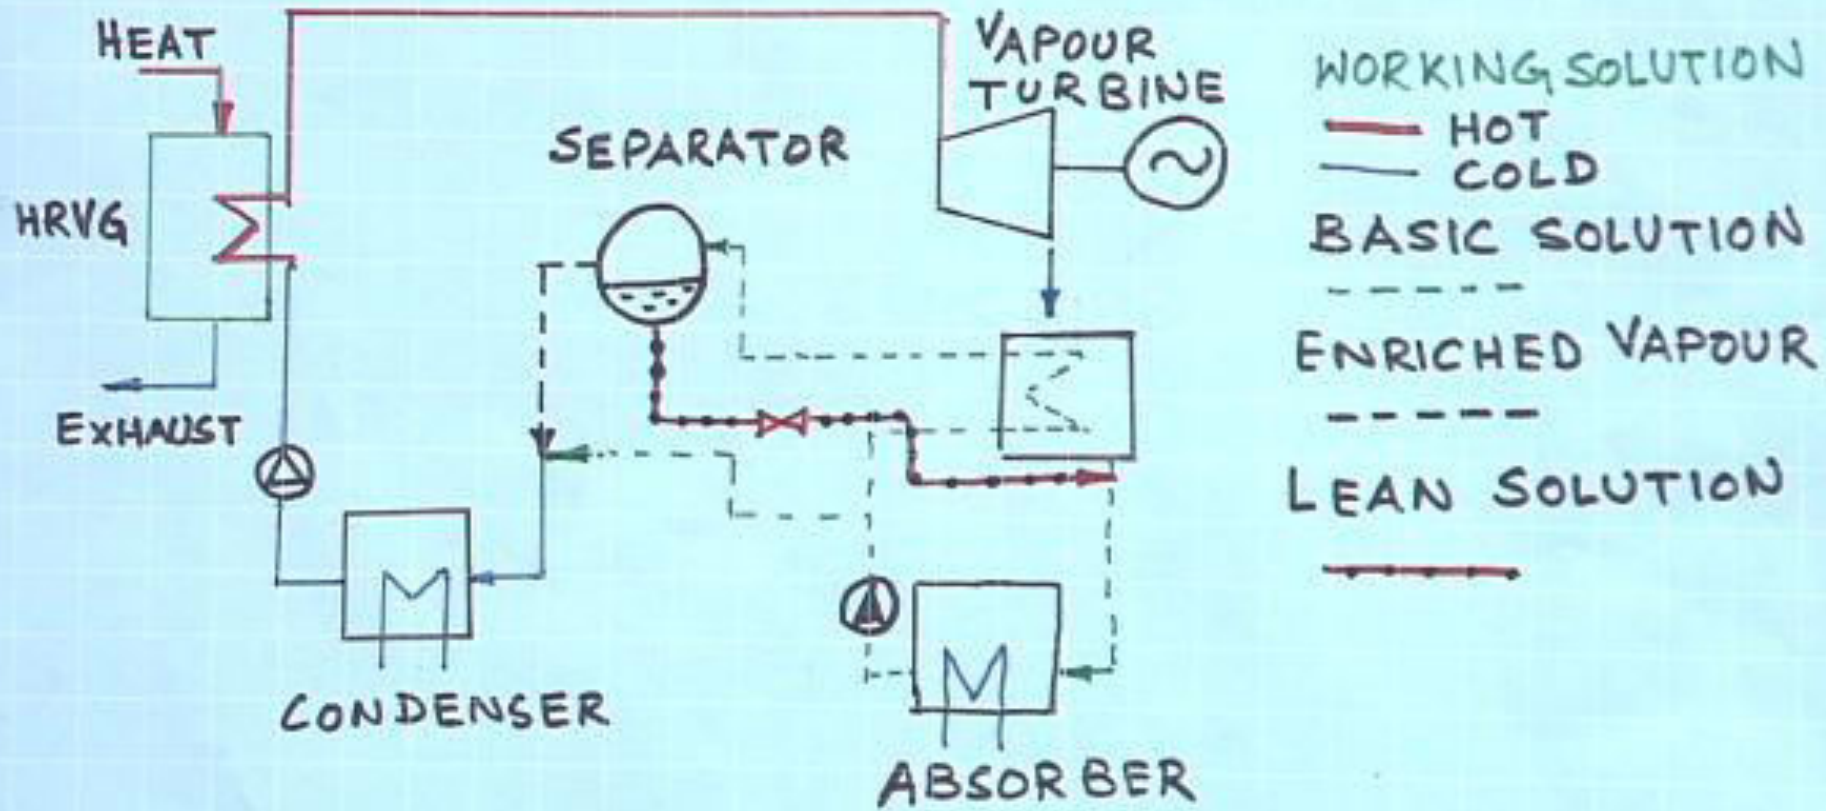 HEAT
HRVG
EXHAUST
SEPARATOR
VAPOUR
TURBINE
CONDENSER
ABSORBER
WORKING SOLUTION
HOT
COLD
BASIC SOLUTION
ENRICHED VAPOUR
LEAN SOLUTION